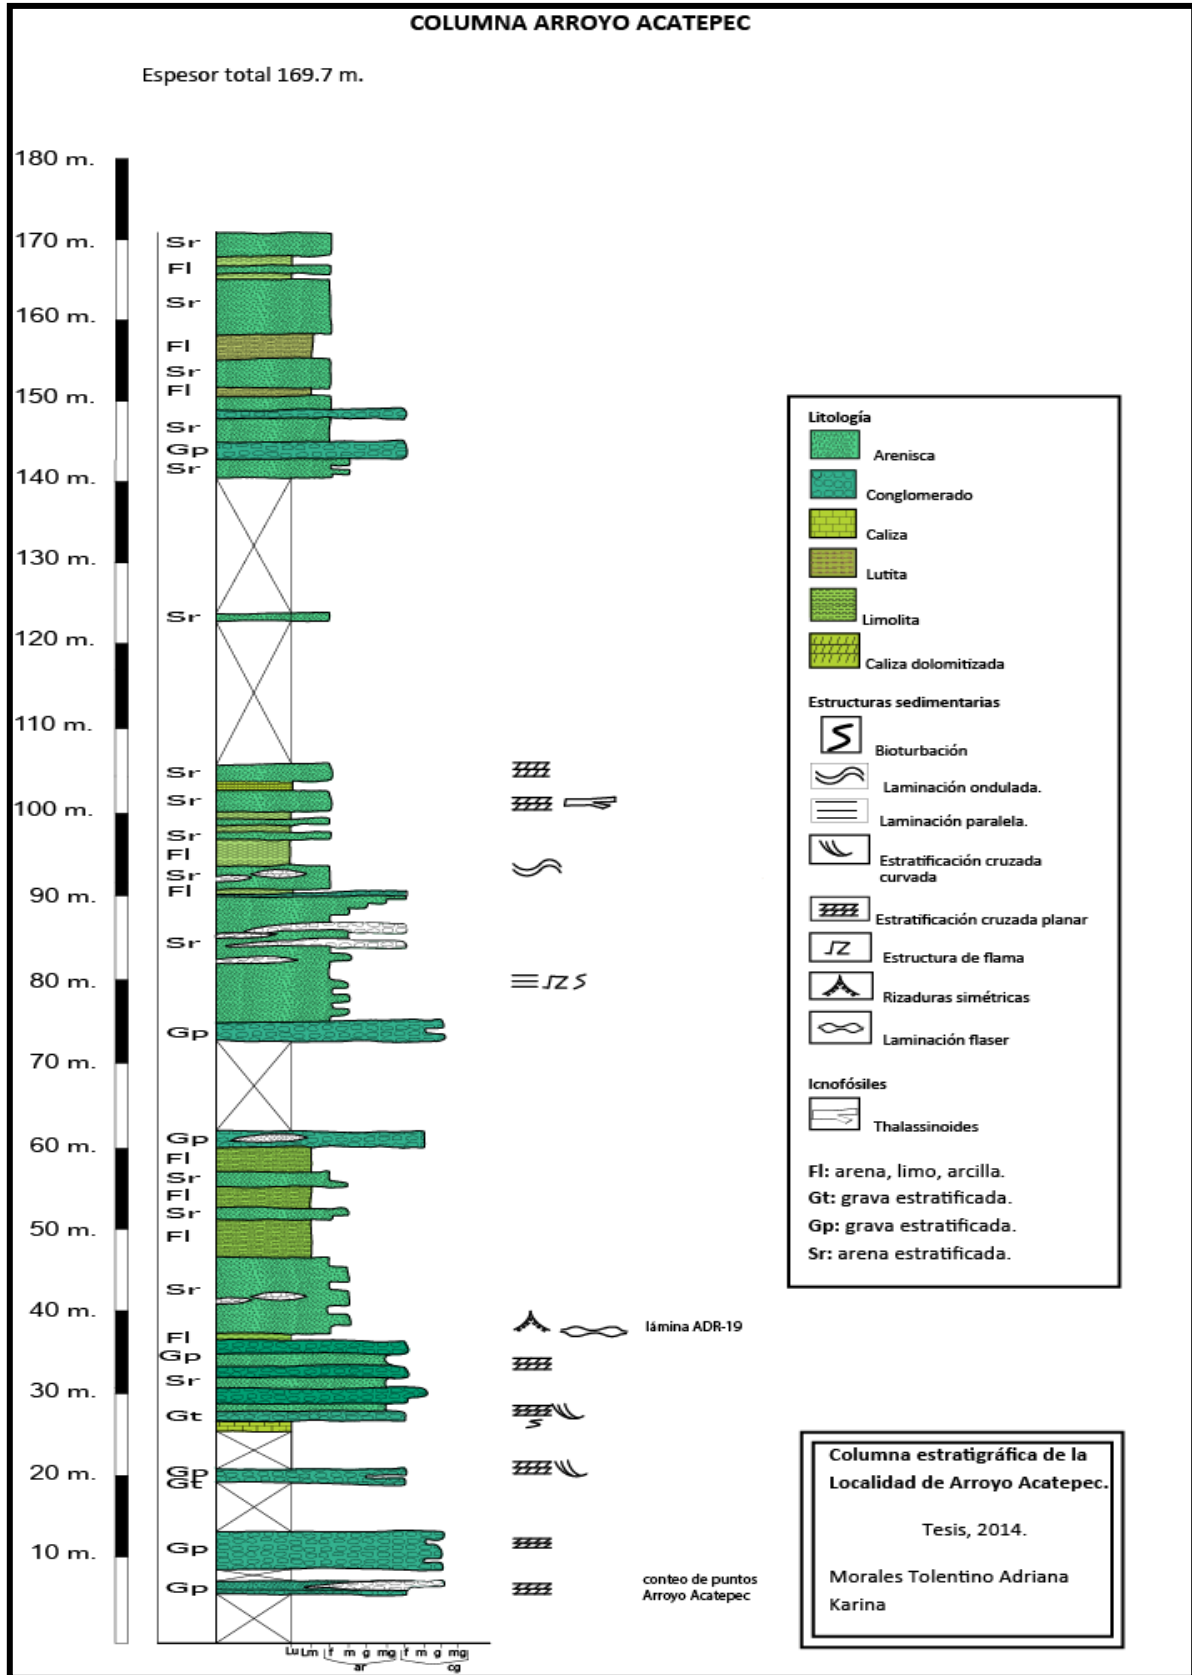 COLUMNA ARROYO ACATEPEC
Espesor total 169.7 m.
180 m.
170 m.
160 m.
150 m.
140 m.
130 m.
120 m.
110 m.
100 m.
90 m.
80 m.
70 m.
60 m.
50 m.
40 m.
30 m.
20 m.
10 m.
Sr
Fl
Sr
Fl
Sr
Fl
Sr
Gp
Sr
Sr
Sr
Sr
Sr
Fl
Sr
Fl
Sr
Gp
Gp
Fl
Sr
Fl
Sr
Fl
Sr
Fl
Gp
Sr
Gt
Gp
Gt
Gp
Gp
lámina ADR-19
conteo de puntos
Arroyo Acatepec
Lu Lm f m g mg f m g mg
ar cg
Litología
Arenisca
Conglomerado
Caliza
Lutita
Limolita
Caliza dolomitizada
Estructuras sedimentarias
Bioturbación
Laminación ondulada.
Laminación paralela.
Estratificación cruzada
curvada
Estratificación cruzada planar
Estructura de flama
Rizaduras simétricas
Laminación flaser
Icnofósiles
Thalassinoides
Fl: arena, limo, arcilla.
Gt: grava estratificada.
Gp: grava estratificada.
Sr: arena estratificada.
Columna estratigráfica de la
Localidad de Arroyo Acatepec.
Tesis, 2014.
Morales Tolentino Adriana
Karina